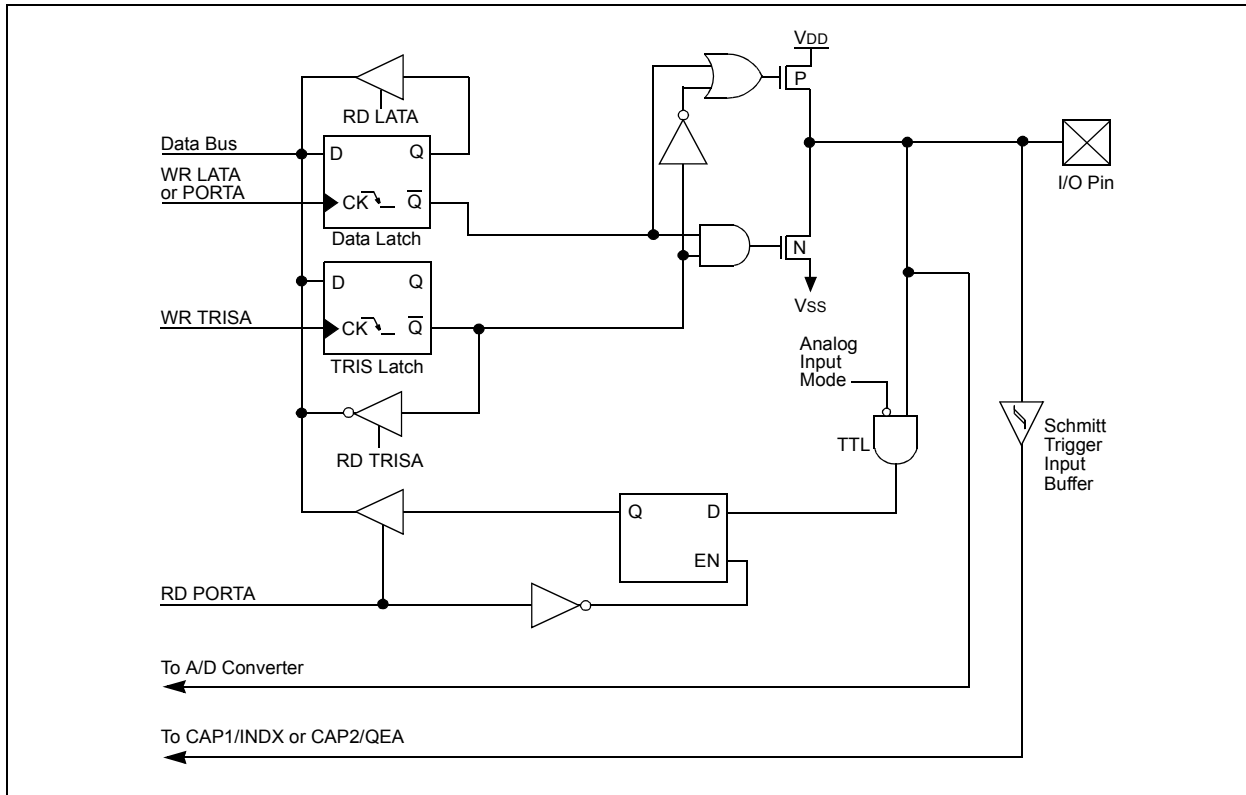 VDD
P
RD LATA
Data Bus
D
Q
WR LATA
or PORTA
CK
Q̅
Data Latch
I/O Pin
N
D
Q
VSS
WR TRISA
CK
Q̅
TRIS Latch
Analog
Input
Mode
RD TRISA
TTL
Schmitt
Trigger
Input
Buffer
Q
D
EN
RD PORTA
To A/D Converter
To CAP1/INDX or CAP2/QEA